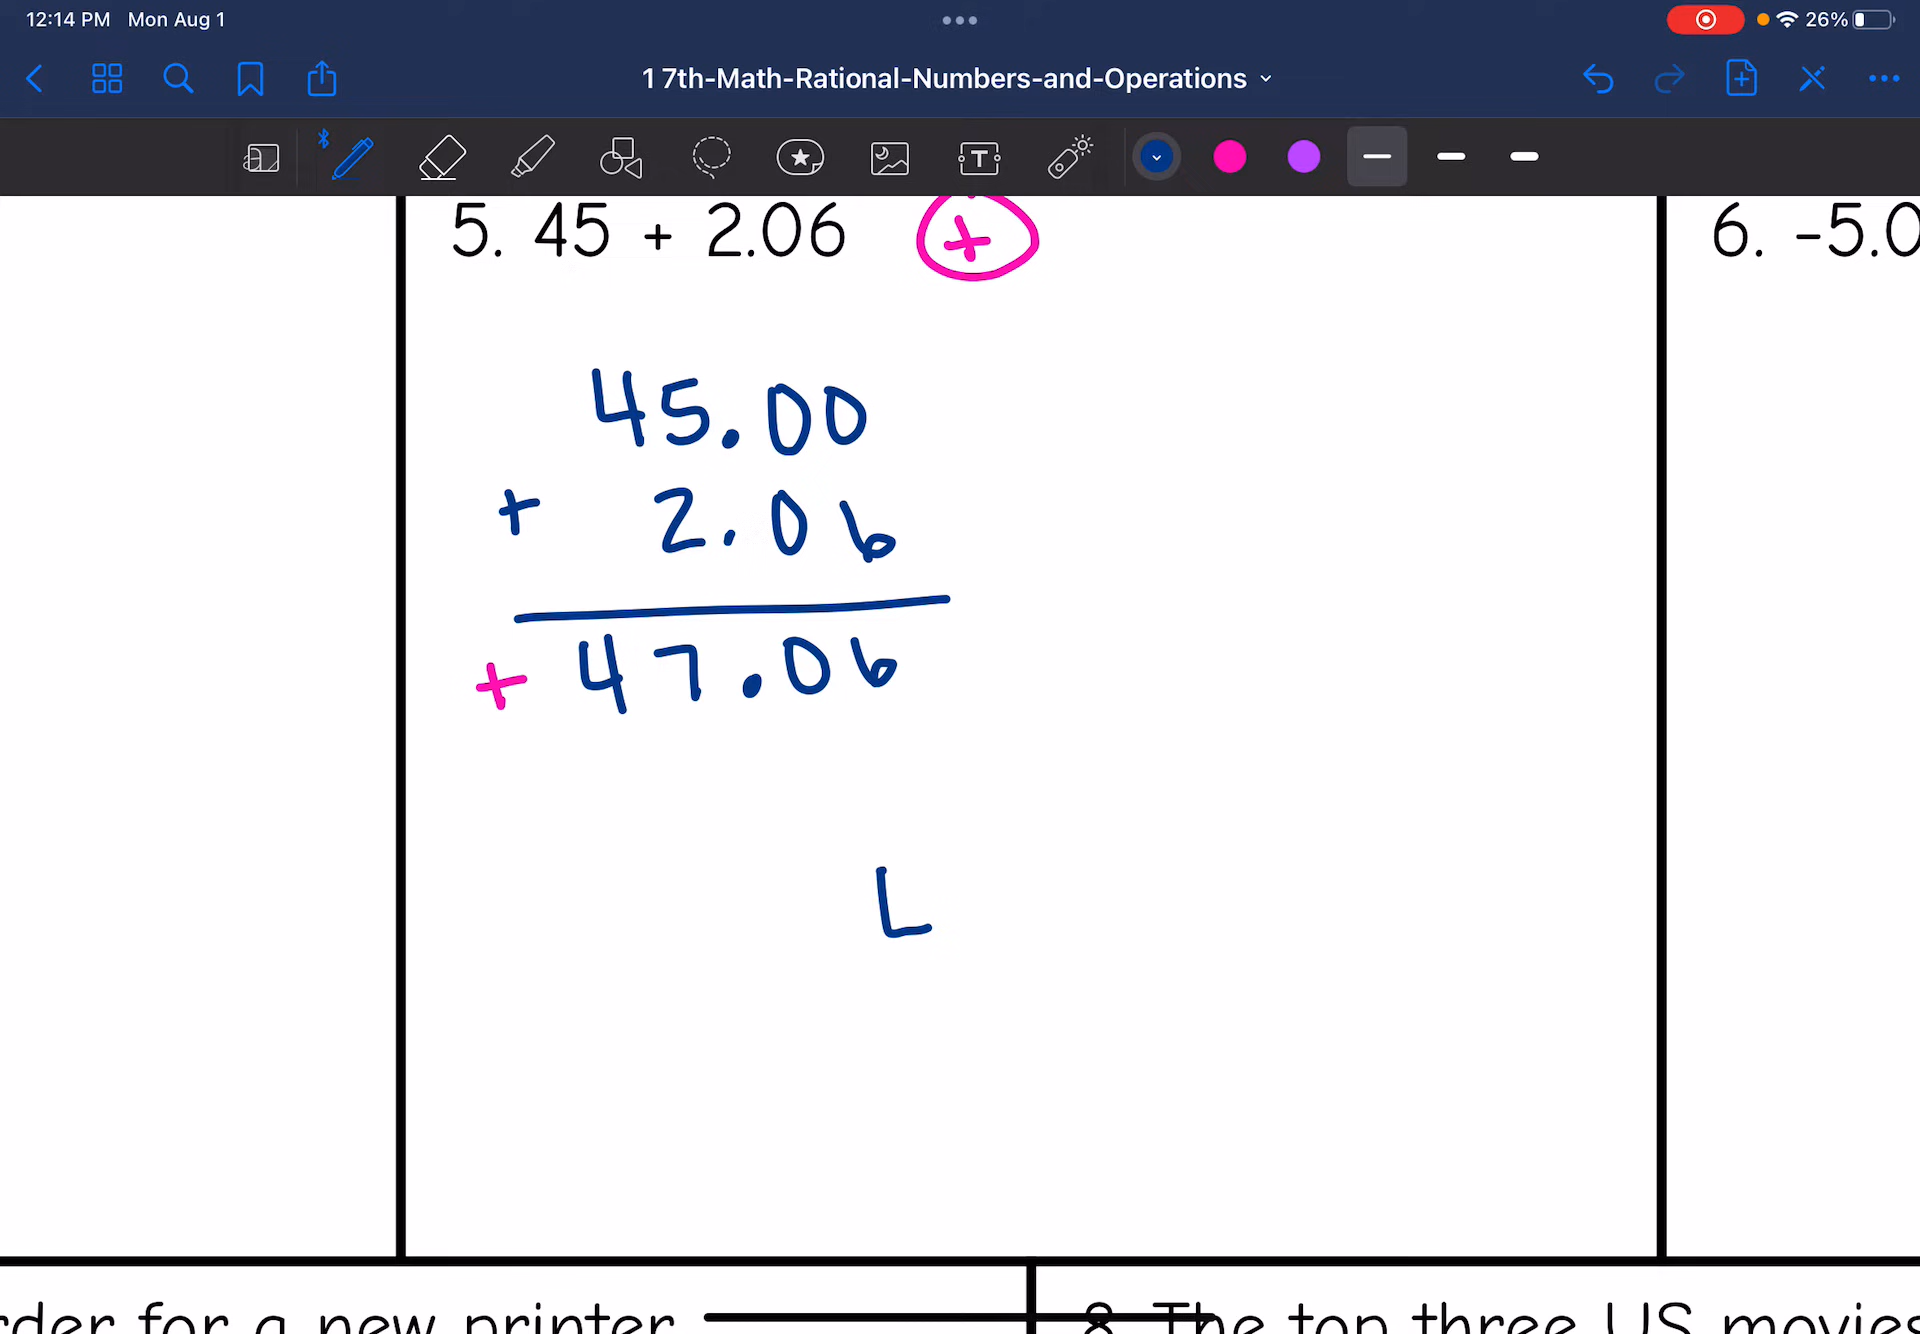 12:14 PM Mon Aug 1
26%
1 7th-Math-Rational-Numbers-and-Operations
5. 45 + 2.06 +
6. -5.0
45.00
+ 2.06
+ 47.06
L
rder for a new printer
8. The top three US movies